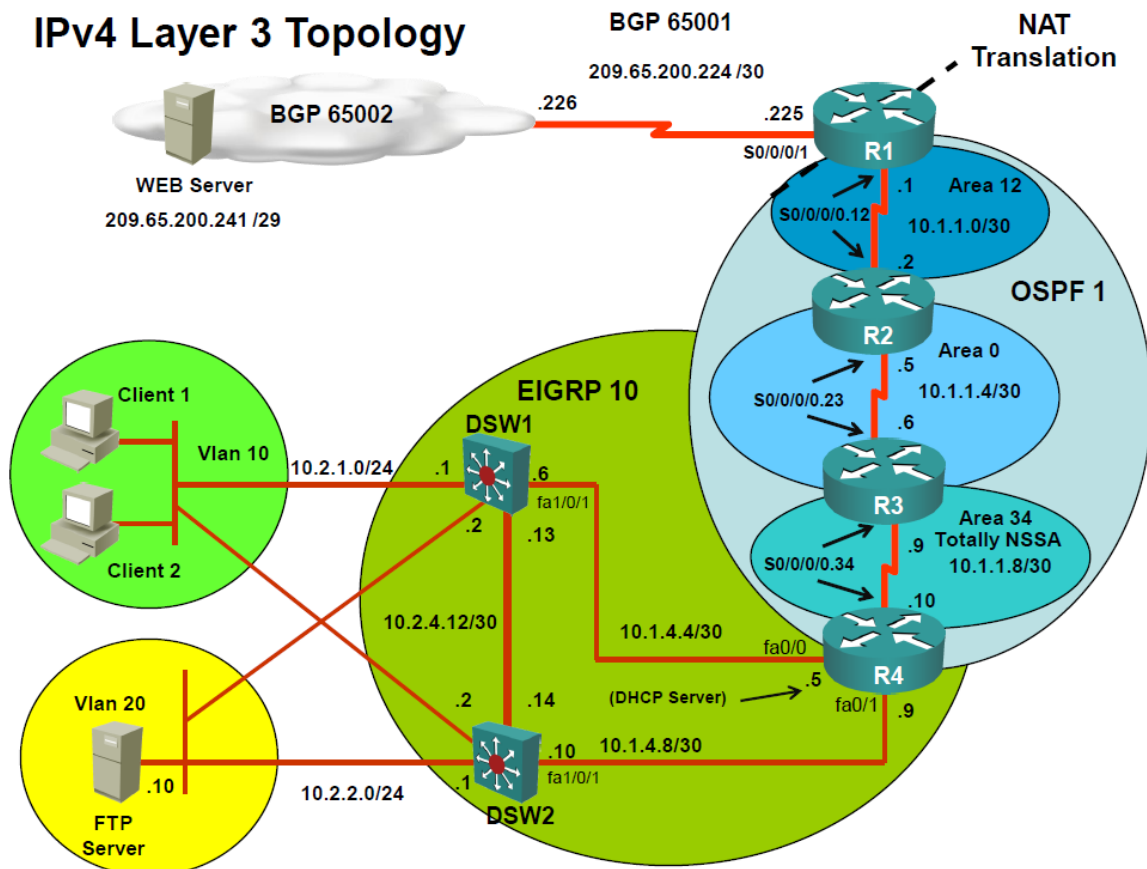 IPv4 Layer 3 Topology
BGP 65001
NAT
Translation
209.65.200.224 /30
BGP 65002
.226
.225
S0/0/0/1
R1
WEB Server
209.65.200.241 /29
.1
Area 12
S0/0/0/0.12
10.1.1.0/30
.2
OSPF 1
R2
Area 0
.5
10.1.1.4/30
S0/0/0/0.23
.6
R3
Area 34
Totally NSSA
.9
10.1.1.8/30
S0/0/0/0.34
.10
R4
EIGRP 10
DSW1
Client 1
Vlan 10
10.2.1.0/24
.1
.6
fa1/0/1
.2
.13
Client 2
10.2.4.12/30
10.1.4.4/30
fa0/0
(DHCP Server)
.5
fa0/1
.9
Vlan 20
.2
.14
.10
10.1.4.8/30
fa1/0/1
.10
10.2.2.0/24
.1
DSW2
FTP
Server